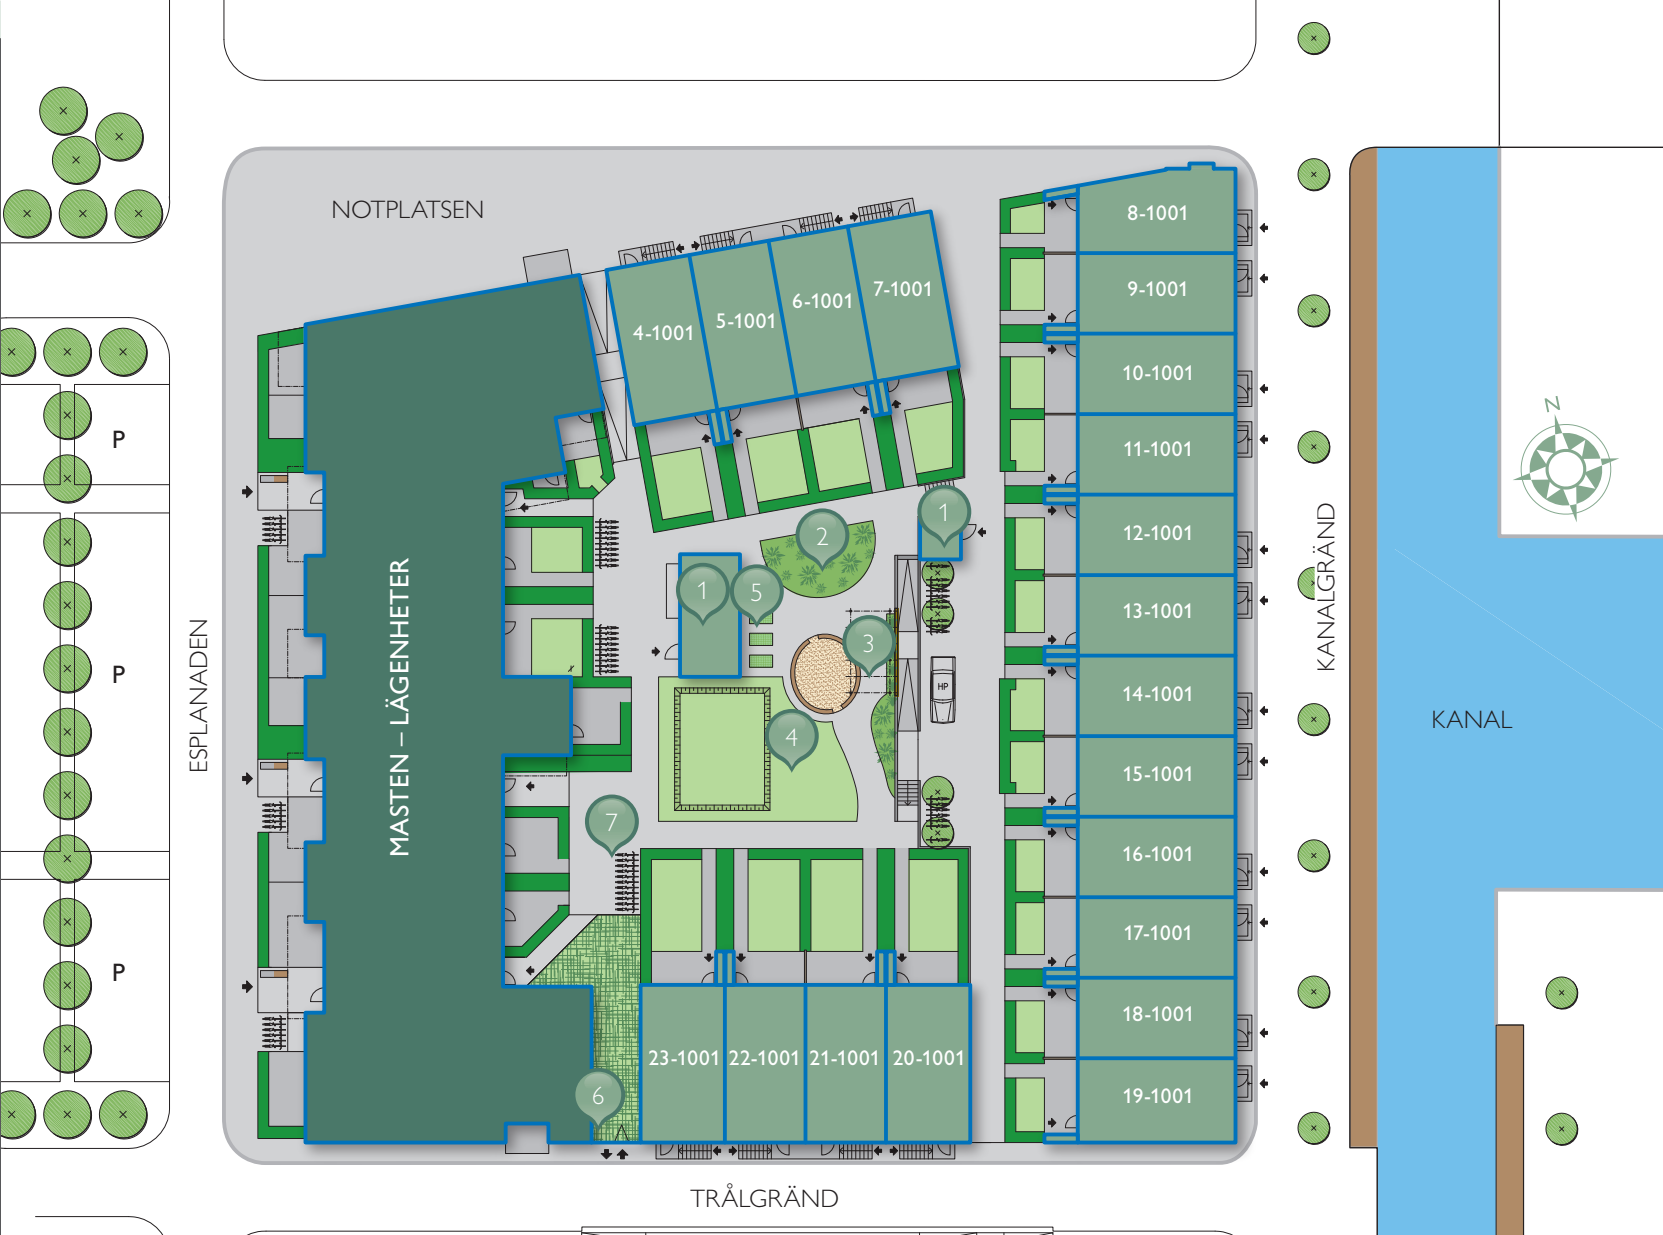 NOTPLATSEN
8-1001
9-1001
10-1001
11-1001
12-1001
13-1001
14-1001
15-1001
16-1001
17-1001
18-1001
19-1001
4-1001
5-1001
6-1001
7-1001
N
P
P
P
ESPLANADEN
MASTEN – LÄGENHETER
1
2
1
5
3
HP
4
7
6
23-1001
22-1001
21-1001
20-1001
KANALGRÄND
KANAL
TRÅLGRÄND